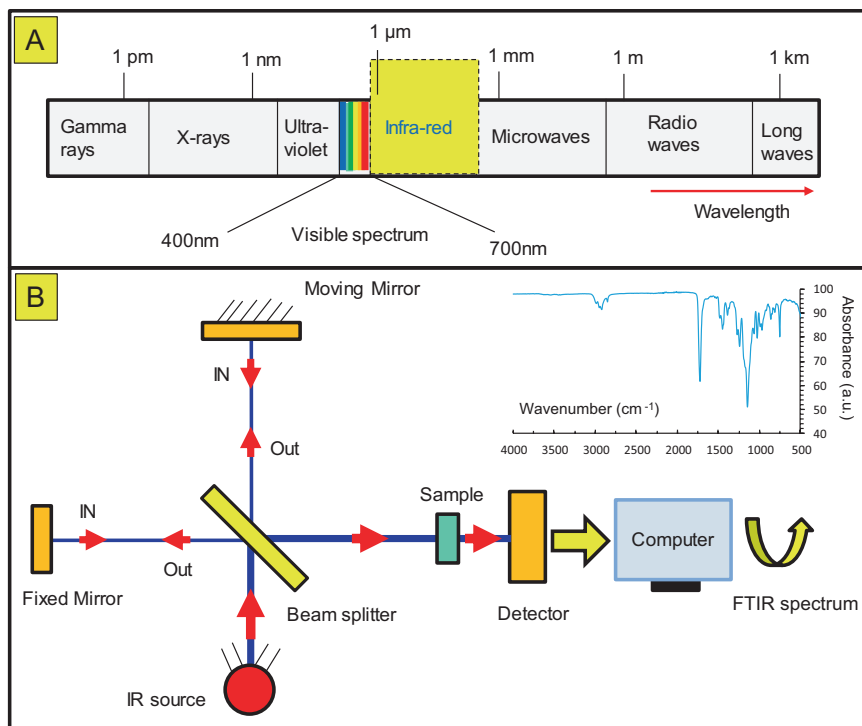 A
1 pm
1 nm
1 µm
1 mm
1 m
1 km
Gamma
rays
X-rays
Ultra-
violet
Infra-red
Microwaves
Radio
waves
Long
waves
Wavelength
400nm
Visible spectrum
700nm
B
Moving Mirror
IN
Out
IN
Out
Fixed Mirror
Beam splitter
IR source
Sample
Detector
Computer
FTIR spectrum
100
90
80
70
60
50
40
Absorbance (a.u.)
Wavenumber (cm⁻¹)
4000 3500 3000 2500 2000 1500 1000 500